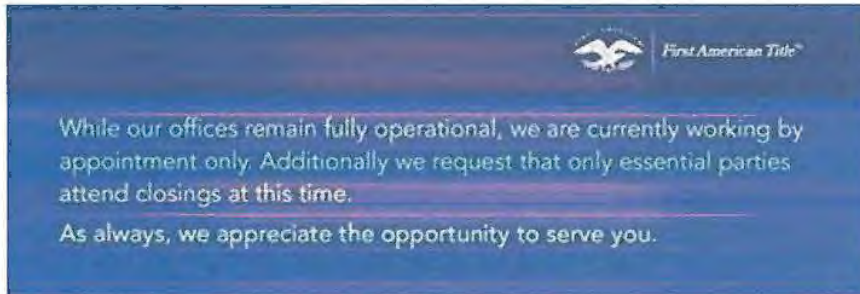 First American Title™
While our offices remain fully operational, we are currently working by
appointment only. Additionally we request that only essential parties
attend closings at this time.
As always, we appreciate the opportunity to serve you.